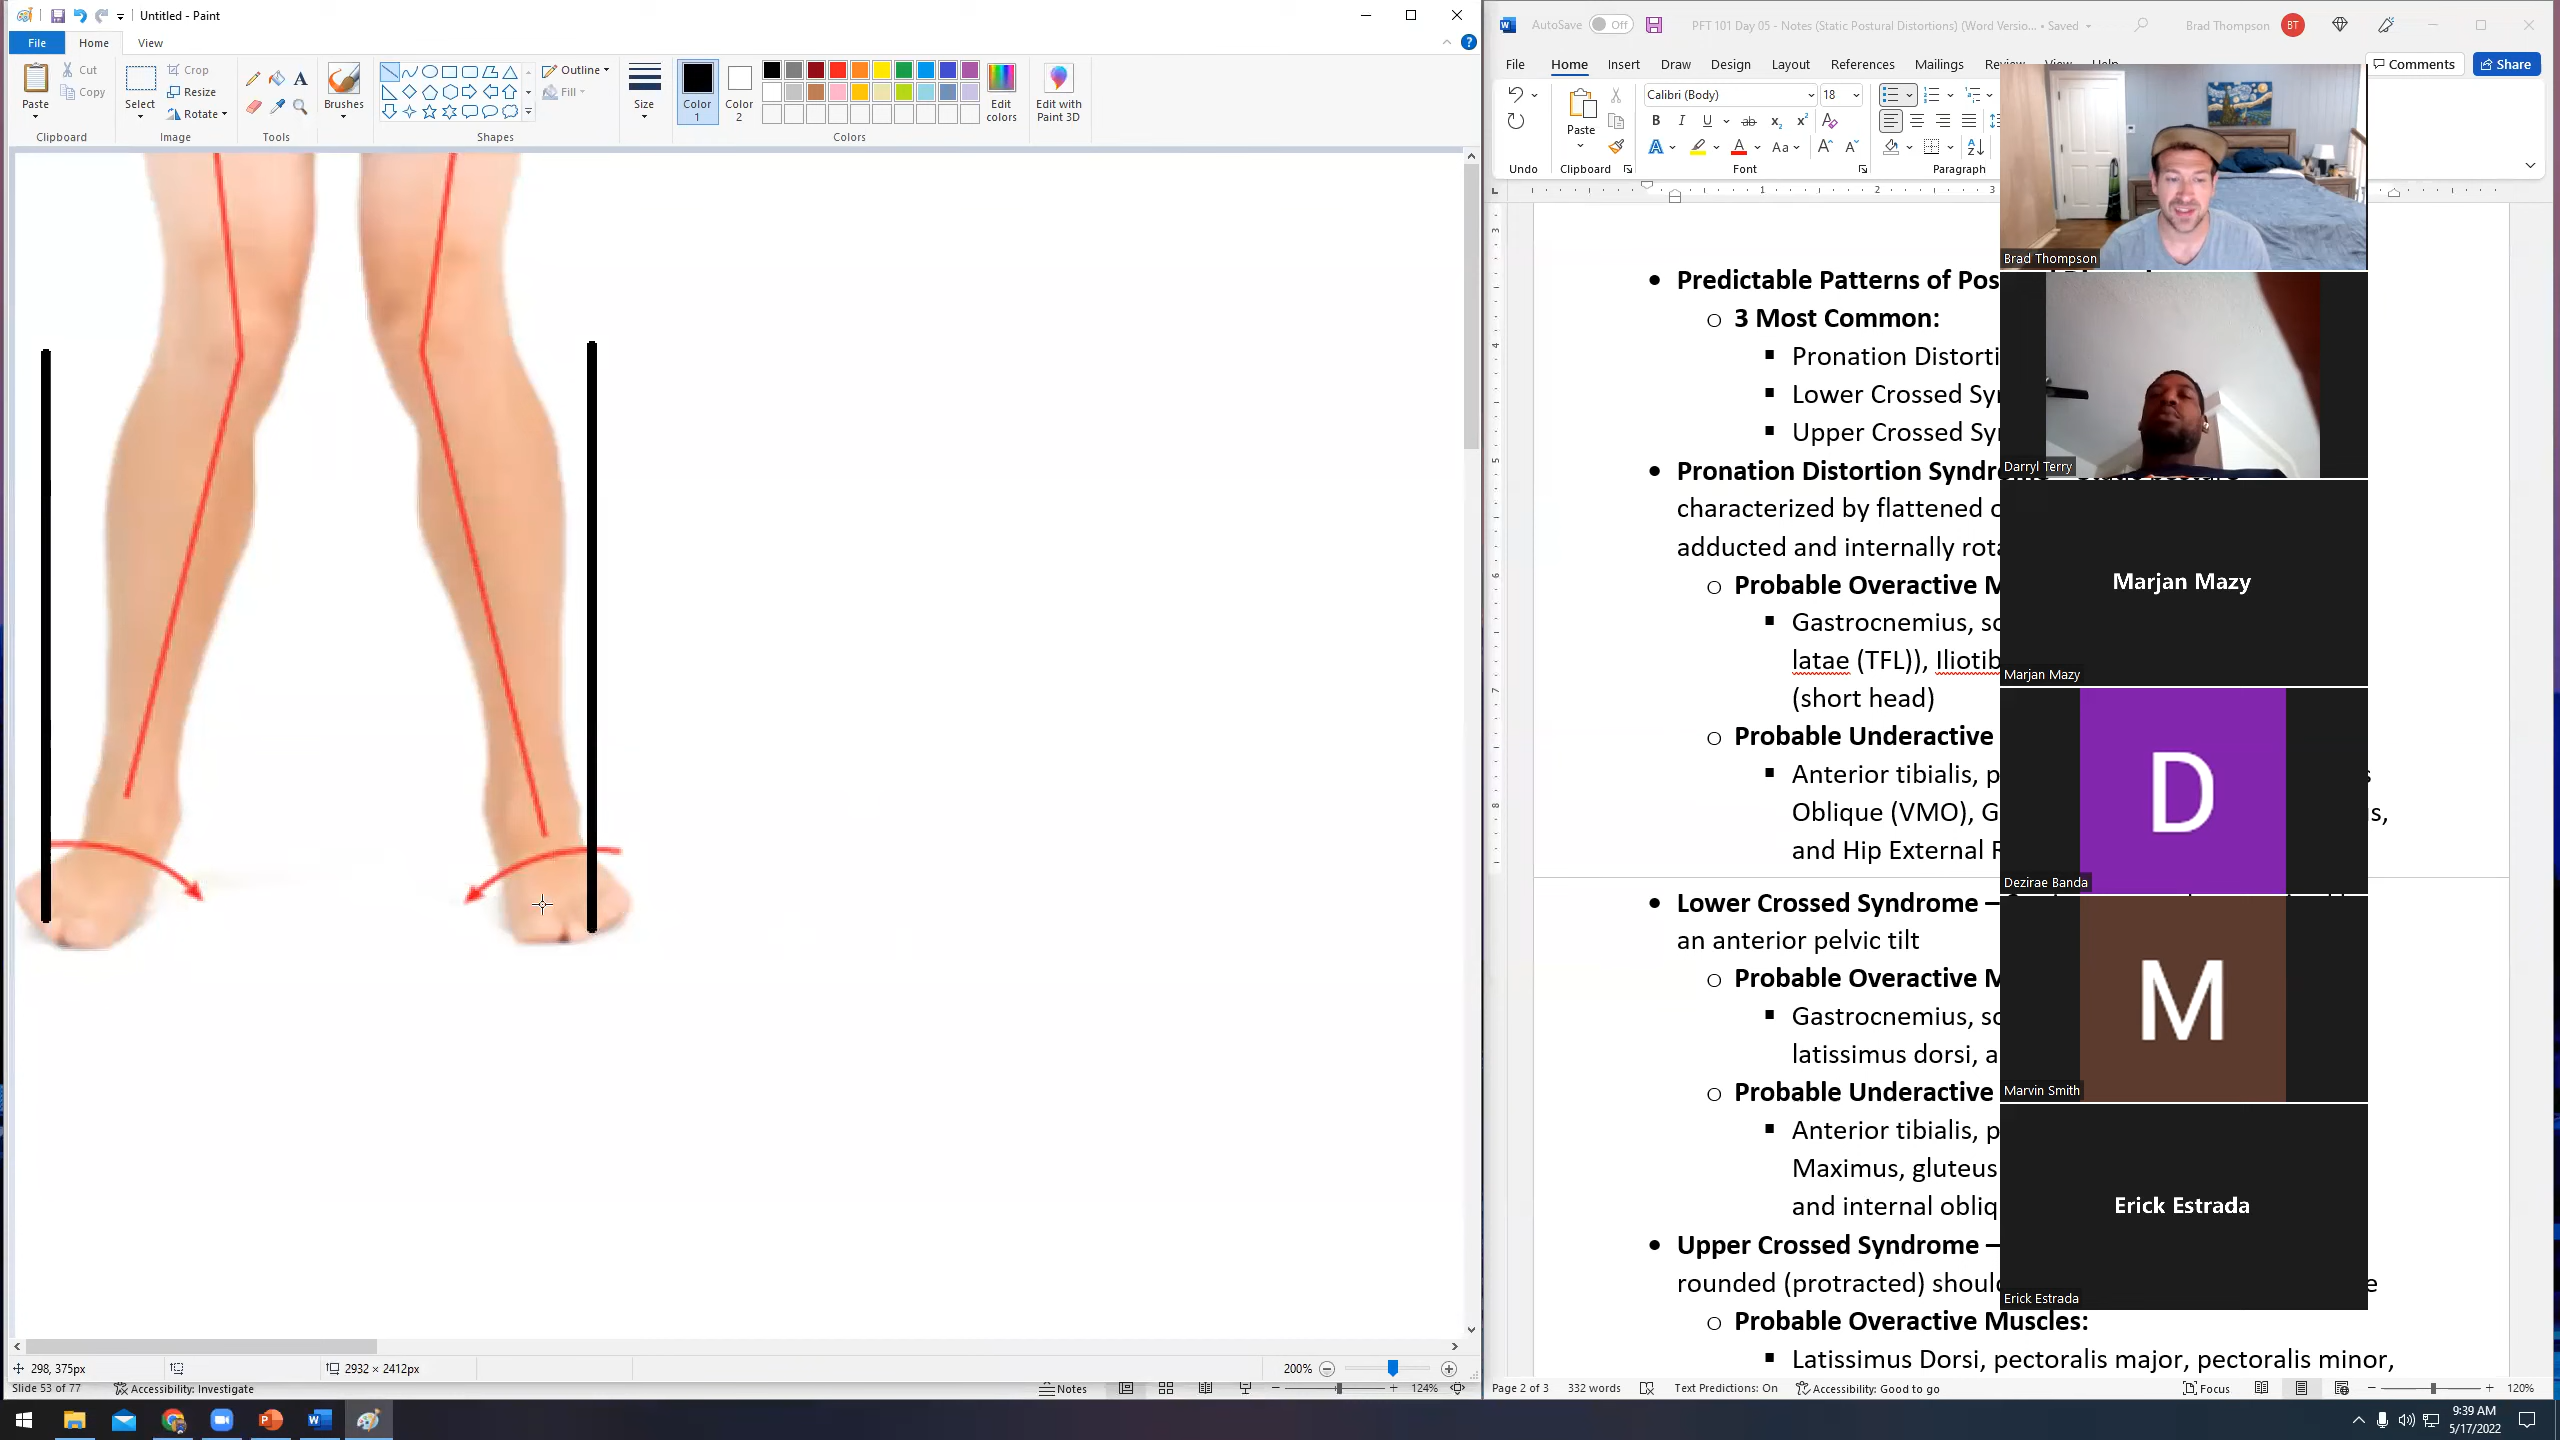 Untitled - Paint
File
Home
View
Paste
Cut
Copy
Clipboard
Select
Crop
Resize
Rotate
Image
Tools
Brushes
Shapes
Outline
Fill
Size
Color 1
Color 2
Colors
Edit colors
Edit with Paint 3D
298, 375px
2932 × 2412px
200%
Slide 53 of 77
Accessibility: Investigate
Notes
124%
AutoSave
Off
PFT 101 Day 05 - Notes (Static Postural Distortions) (Word Versio... • Saved
Brad Thompson
BT
File
Home
Insert
Draw
Design
Layout
References
Mailings
Comments
Share
Undo
Paste
Clipboard
Calibri (Body)
18
Font
Paragraph
• Predictable Patterns of Pos
o 3 Most Common:
▪ Pronation Distorti
▪ Lower Crossed Sy
▪ Upper Crossed Sy
• Pronation Distortion Syndr
characterized by flattened
adducted and internally rota
o Probable Overactive M
▪ Gastrocnemius, so
latae (TFL)), Iliotib
(short head)
o Probable Underactive
▪ Anterior tibialis, p
Oblique (VMO), G
and Hip External R
• Lower Crossed Syndrome –
an anterior pelvic tilt
o Probable Overactive M
▪ Gastrocnemius, so
latissimus dorsi, a
o Probable Underactive
▪ Anterior tibialis, p
Maximus, gluteus
and internal obliq
• Upper Crossed Syndrome –
rounded (protracted) shoul
o Probable Overactive Muscles:
▪ Latissimus Dorsi, pectoralis major, pectoralis minor,
Brad Thompson
Darryl Terry
Marjan Mazy
Marjan Mazy
D
Dezirae Banda
M
Marvin Smith
Erick Estrada
Erick Estrada
Page 2 of 3
332 words
Text Predictions: On
Accessibility: Good to go
Focus
120%
9:39 AM
5/17/2022